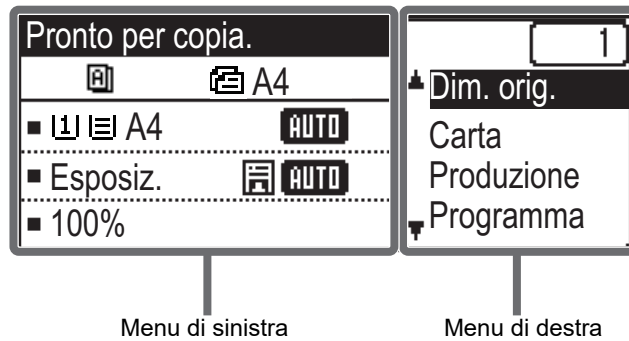 Pronto per copia.
A A4
1 A4 AUTO
Esposiz. AUTO
100%
1
Dim. orig.
Carta
Produzione
Programma
Menu di sinistra
Menu di destra